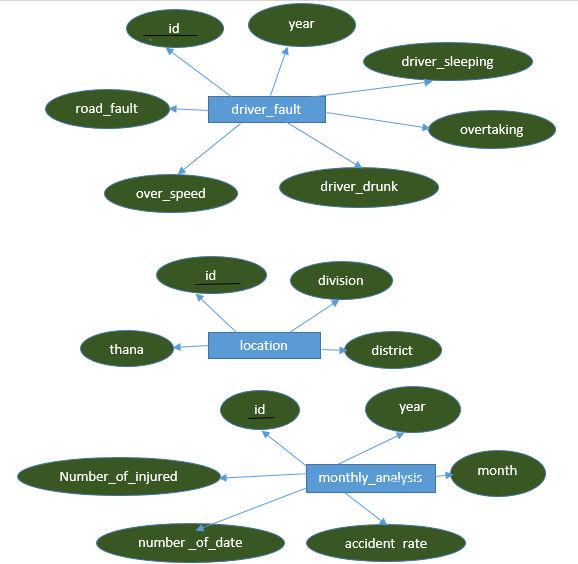 id
year
driver_sleeping
road_fault
driver_fault
overtaking
over_speed
driver_drunk
id
division
thana
location
district
id
year
Number_of_injured
monthly_analysis
month
number _of_date
accident rate